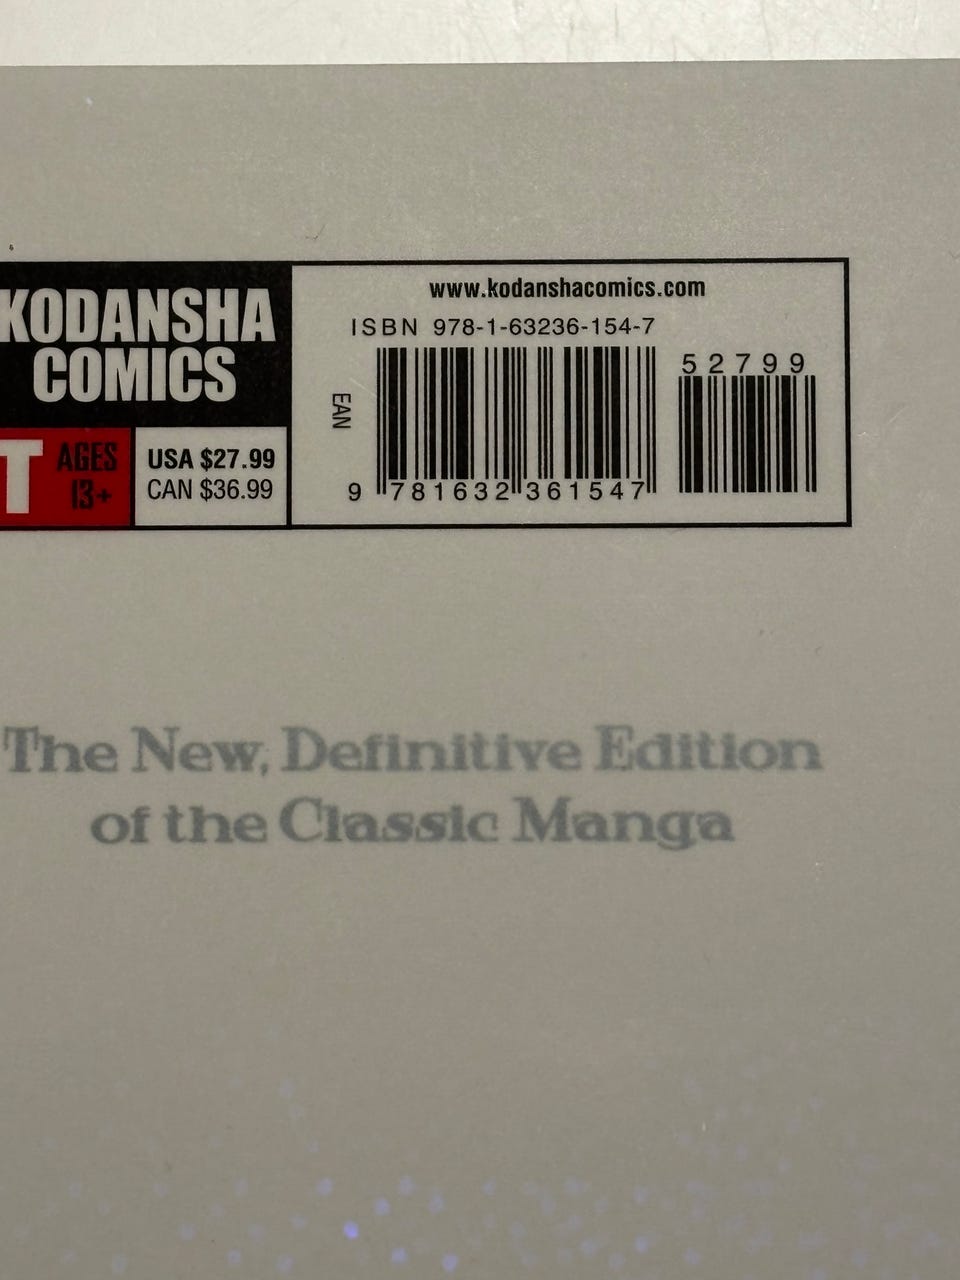 KODANSHA
COMICS
T AGES
13+
USA $27.99
CAN $36.99
www.kodanshacomics.com
ISBN 978-1-63236-154-7
EAN
52799
9 781632 361547
The New, Definitive Edition
of the Classic Manga